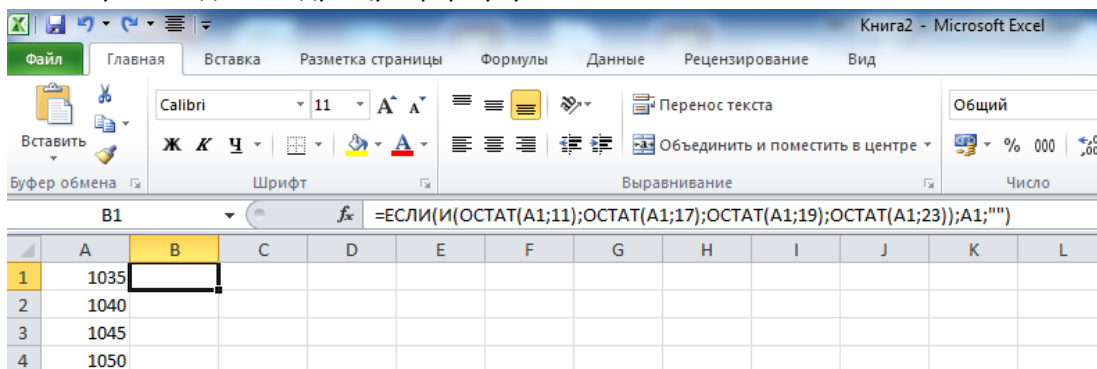 Книга2 - Microsoft Excel
Файл Главная Вставка Разметка страницы Формулы Данные Рецензирование Вид
Calibri 11 Перенос текста Общий
Вставить Ж К Ч Объединить и поместить в центре % 000
Буфер обмена Шрифт Выравнивание Число
B1 fx =ЕСЛИ(И(ОСТАТ(A1;11);ОСТАТ(A1;17);ОСТАТ(A1;19);ОСТАТ(A1;23));A1;"")
A B C D E F G H I J K L
1 1035
2 1040
3 1045
4 1050